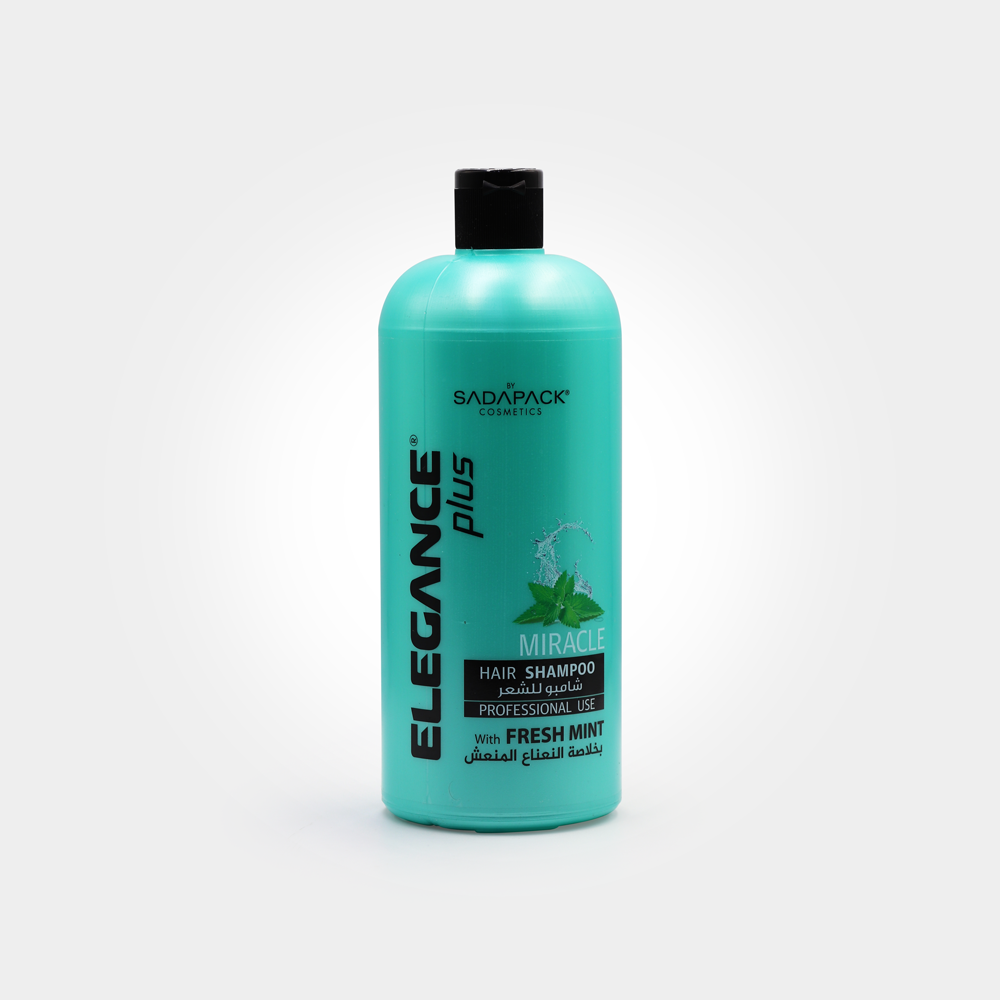 BY
SADAPACK®
COSMETICS
ELEGANCE®
plus
MIRACLE
HAIR SHAMPOO
شامبو للشعر
PROFESSIONAL USE
With FRESH MINT
بخلاصة النعناع المنعش